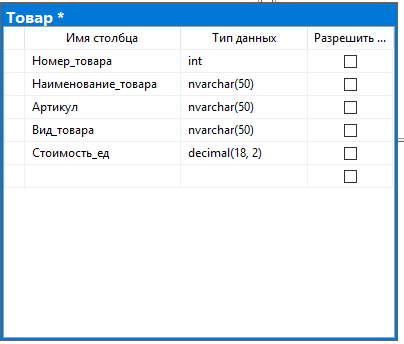 Товар *
Имя столбца Тип данных Разрешить ...
Номер_товара int
Наименование_товара nvarchar(50)
Артикул nvarchar(50)
Вид_товара nvarchar(50)
Стоимость_ед decimal(18, 2)